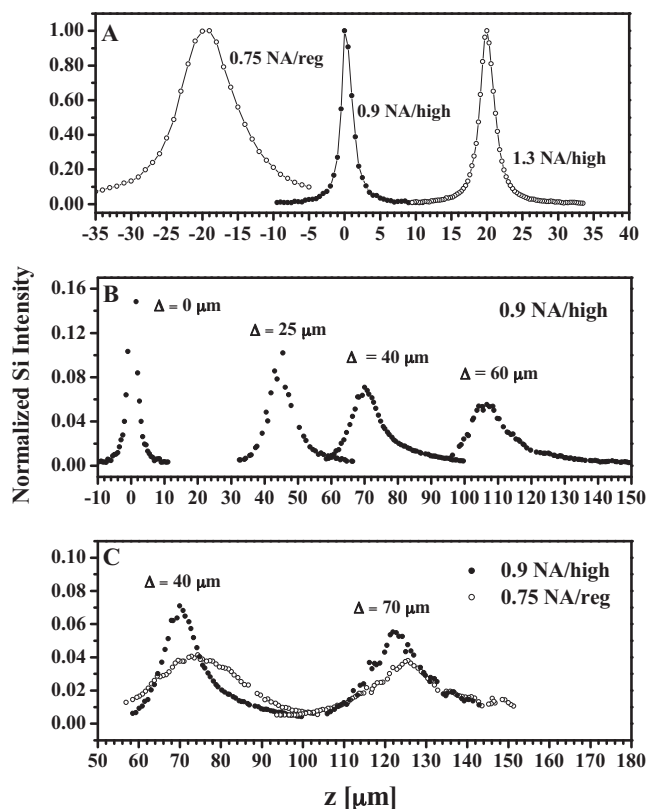 A
1.00
0.80
0.60
0.40
0.20
0.00
0.75 NA/reg
0.9 NA/high
1.3 NA/high
-35 -30 -25 -20 -15 -10 -5 0 5 10 15 20 25 30 35 40
Normalized Si Intensity
B
0.16
0.12
0.08
0.04
0.00
Δ = 0 μm
Δ = 25 μm
Δ = 40 μm
Δ = 60 μm
0.9 NA/high
-10 0 10 20 30 40 50 60 70 80 90 100 110 120 130 140 150
C
0.10
0.08
0.06
0.04
0.02
0.00
Δ = 40 μm
Δ = 70 μm
0.9 NA/high
0.75 NA/reg
50 60 70 80 90 100 110 120 130 140 150 160 170 180
z [μm]